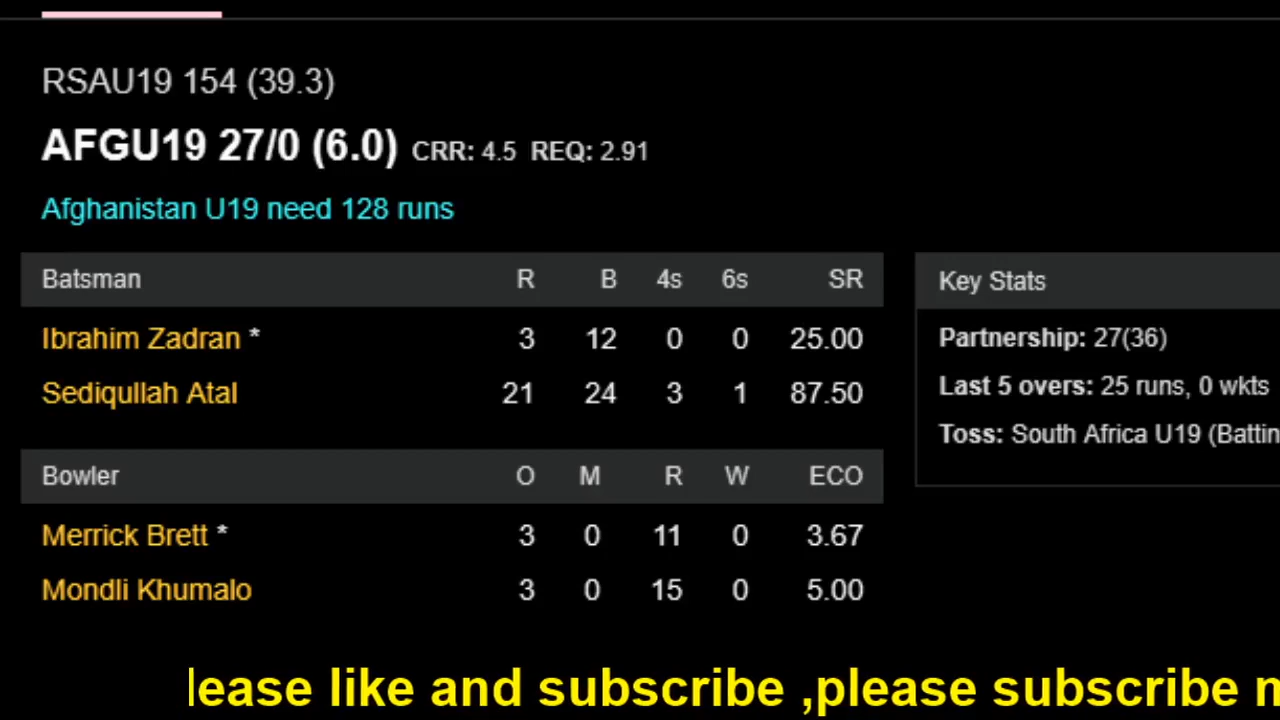 RSAU19 154 (39.3)
AFGU19 27/0 (6.0) CRR: 4.5 REQ: 2.91
Afghanistan U19 need 128 runs
Batsman R B 4s 6s SR
Ibrahim Zadran * 3 12 0 0 25.00
Sediqullah Atal 21 24 3 1 87.50
Bowler O M R W ECO
Merrick Brett * 3 0 11 0 3.67
Mondli Khumalo 3 0 15 0 5.00
Key Stats
Partnership: 27(36)
Last 5 overs: 25 runs, 0 wkts
Toss: South Africa U19 (Battin
lease like and subscribe ,please subscribe